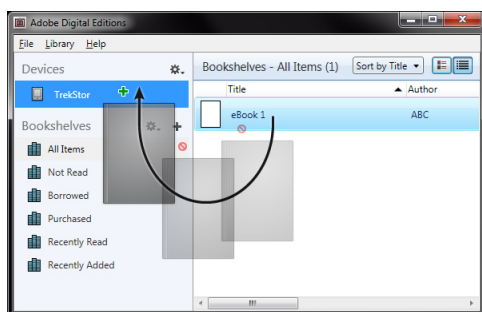 Adobe Digital Editions
File Library Help
Devices
TrekStor
Bookshelves
All Items
Not Read
Borrowed
Purchased
Recently Read
Recently Added
Bookshelves - All Items (1) Sort by Title
Title Author
eBook 1 ABC